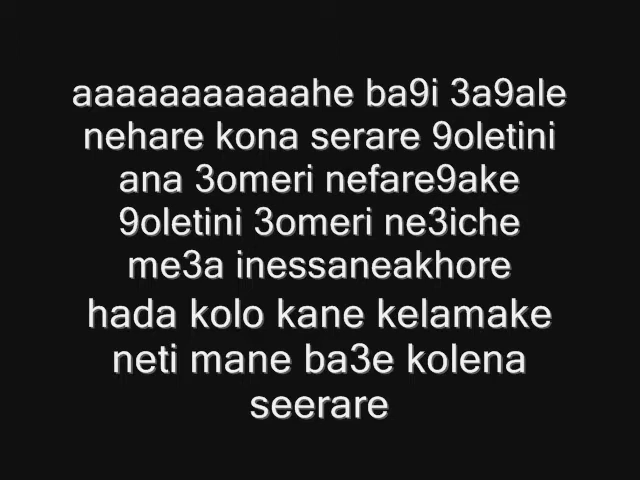 aaaaaaaaaaahe ba9i 3a9ale
nehare kona serare 9oletini
ana 3omeri nefare9ake
9oletini 3omeri ne3iche
me3a inessaneakhore
hada kolo kane kelamake
neti mane ba3e kolena
seerare